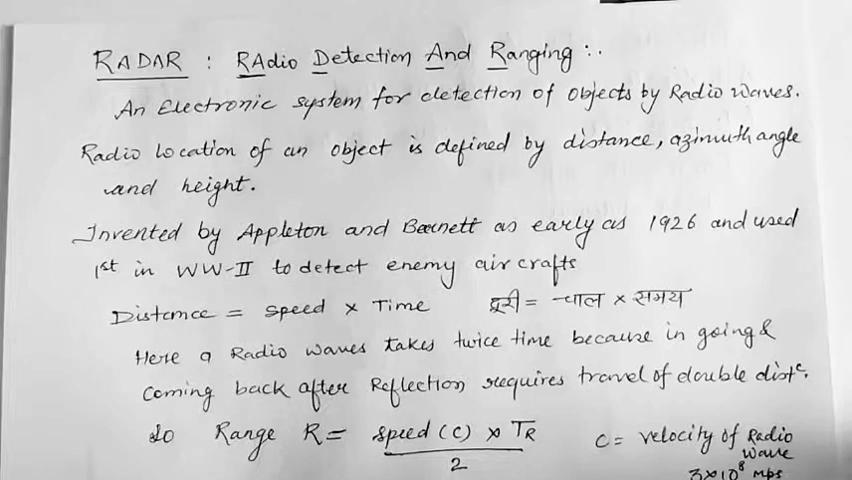 RADAR : RAdio Detection And Ranging :.
An Electronic system for detection of objects by Radio waves.
Radio Location of an object is defined by distance, azimuth angle
and height.
Invented by Appleton and Barnett as early as 1926 and used
1st in WW-II to detect enemy air crafts
Distance = speed × Time दूरी = चाल × समय
Here a Radio waves takes twice time because in going &
Coming back after Reflection requires travel of double distc.
So Range R = speed (C) × TR / 2 C = velocity of Radio
wave
3×10⁸ mps